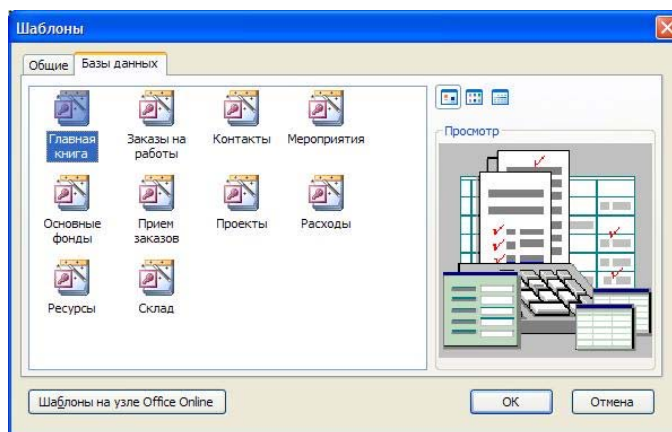 Шаблоны
Общие
Базы данных
Главная
книга
Заказы на
работы
Контакты
Мероприятия
Основные
фонды
Прием
заказов
Проекты
Расходы
Ресурсы
Склад
Просмотр
Шаблоны на узле Office Online
ОК
Отмена